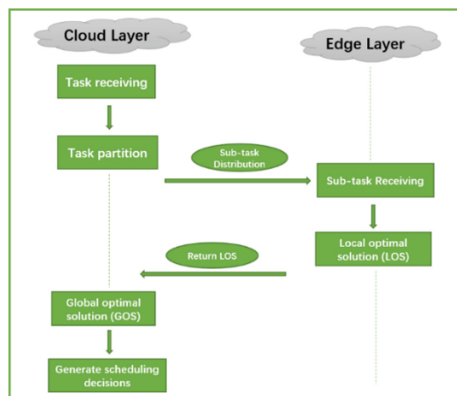 Cloud Layer
Edge Layer
Task receiving
Task partition
Sub-task
Distribution
Sub-task Receiving
Local optimal
solution (LOS)
Return LOS
Global optimal
solution (GOS)
Generate scheduling
decisions